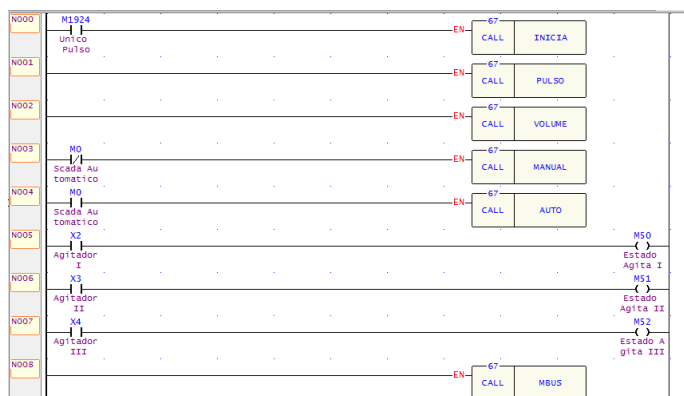 N000 M1924
Unico
Pulso
EN 67
CALL INICIA
N001
EN 67
CALL PULSO
N002
EN 67
CALL VOLUME
N003 M0
Scada Au
tomatico
EN 67
CALL MANUAL
N004 M0
Scada Au
tomatico
EN 67
CALL AUTO
N005 X2 M50
Agitador Estado
I Agita I
N006 X3 M51
Agitador Estado
II Agita II
N007 X4 M52
Agitador Estado A
III gita III
N008
EN 67
CALL MBUS